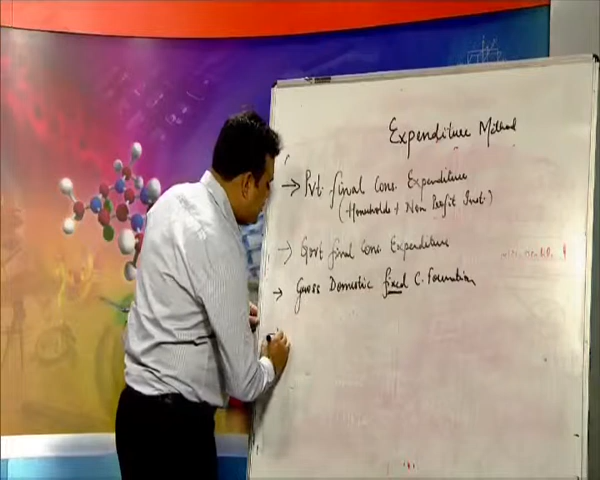 Expenditure Method
→ Pvt. final Cons. Expenditure
(Households + Non Profit Inst.)
→ Govt final Cons. Expenditure
→ Gross Domestic fixed C. Formation